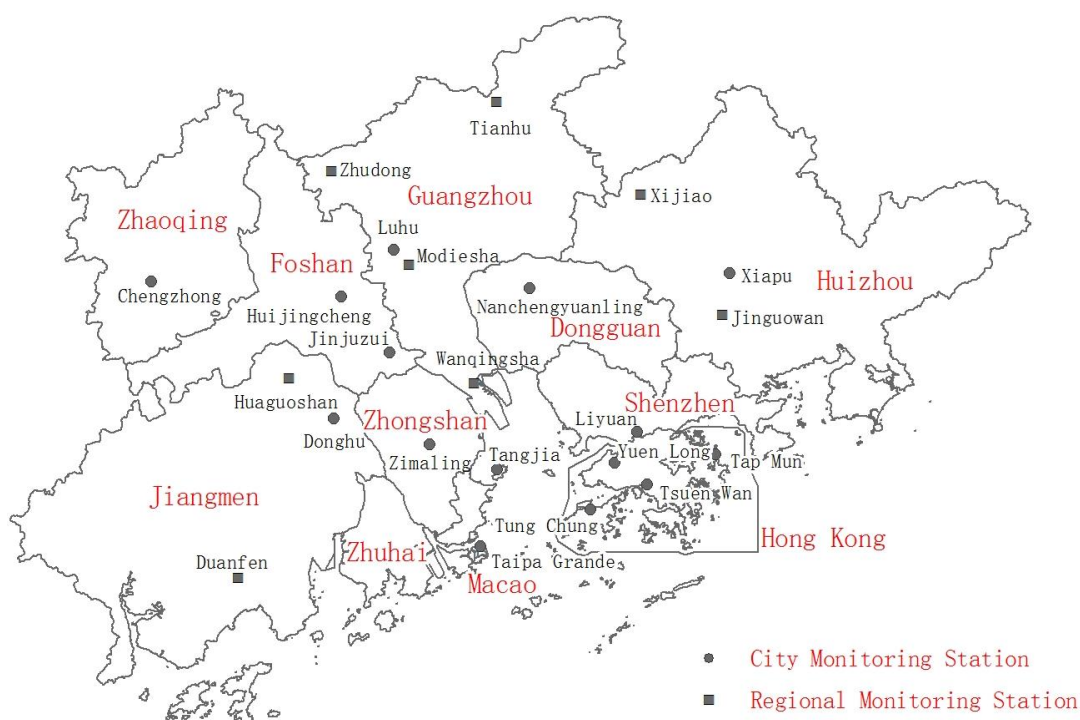 Tianhu
Zhudong
Xijiao
Guangzhou
Zhaoqing
Luhu
Modiesha
Foshan
Xiapu
Huizhou
Chengzhong
Nanchengyuanling
Huijingcheng
Dongguan
Jinguowan
Jinjuzui
Wanqingsha
Huaguoshan
Shenzhen
Zhongshan
Liyuan
Donghu
Yuen Long
Tangjia
Zimaling
Tap Mun
Jiangmen
Tsuen Wan
Tung Chung
Hong Kong
Zhuhai
Duanfen
Taipa Grande
Macao
City Monitoring Station
Regional Monitoring Station